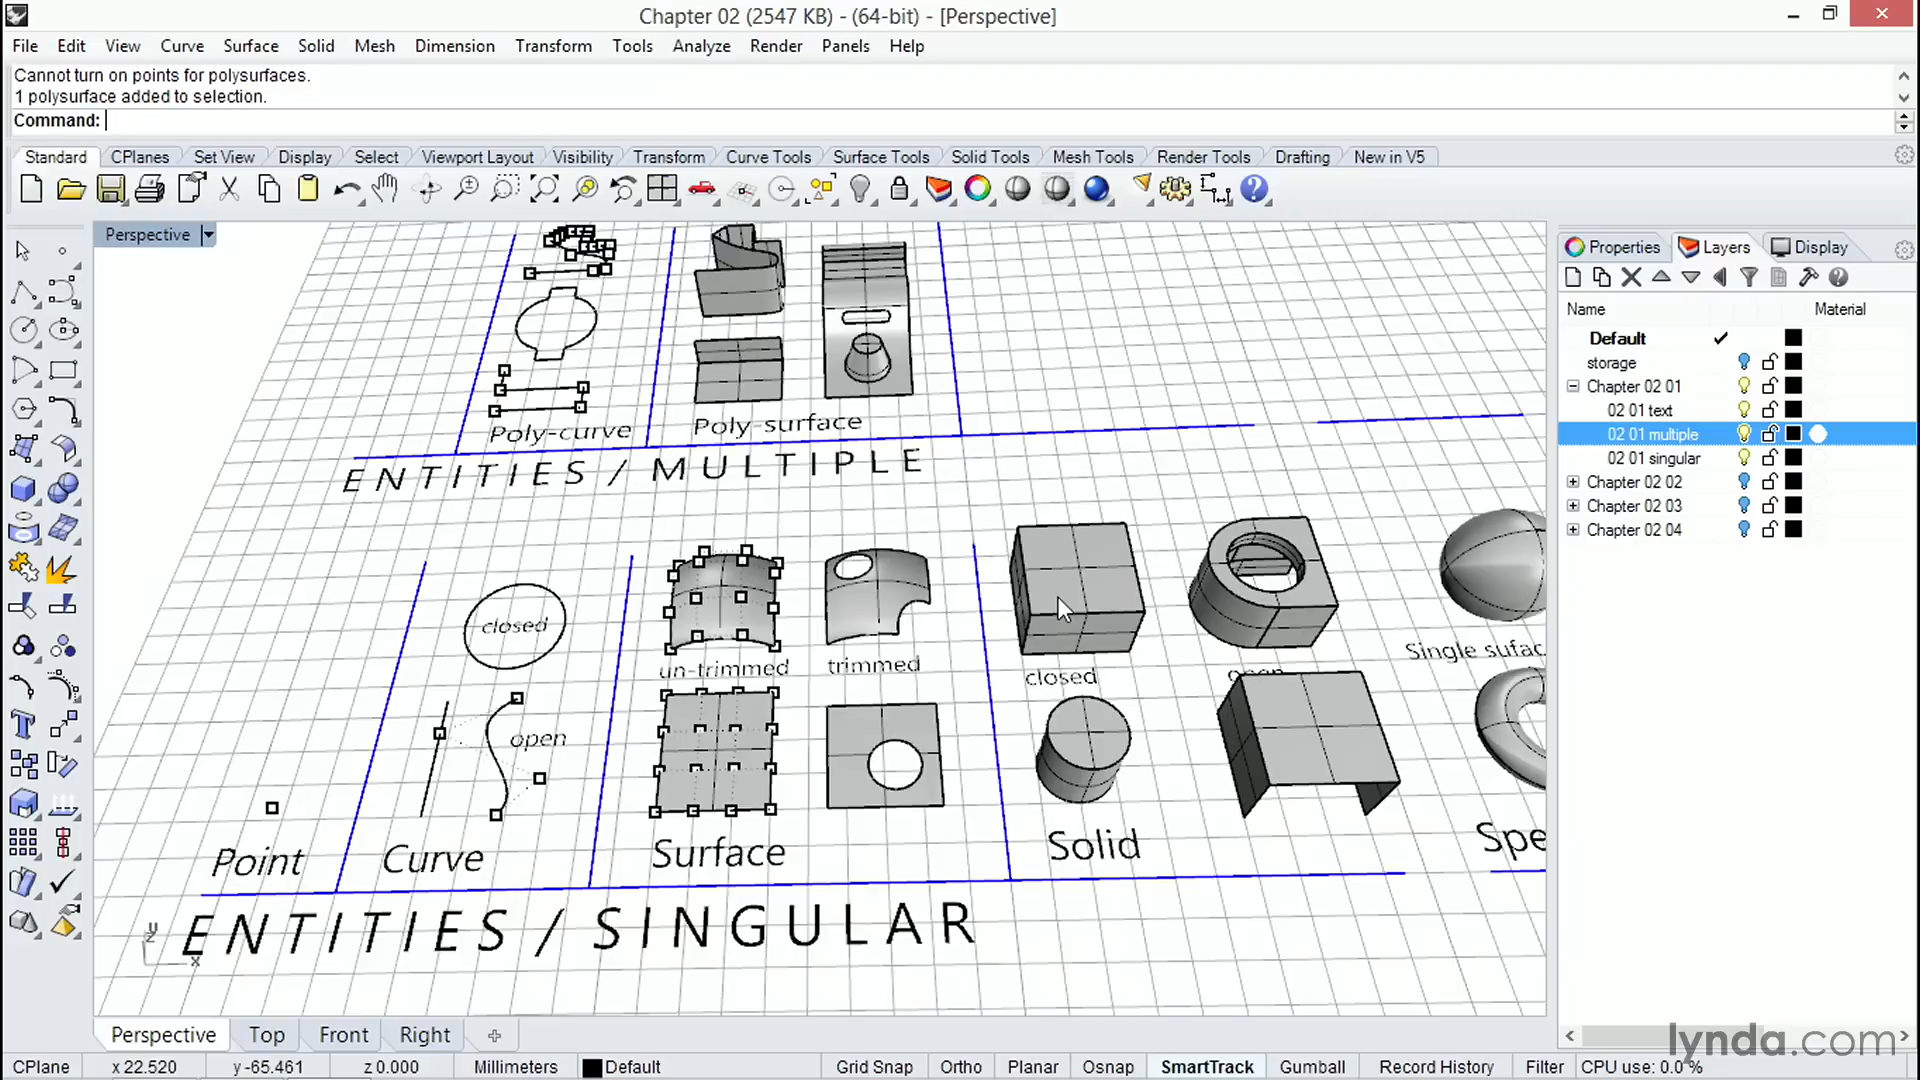 Chapter 02 (2547 KB) - (64-bit) - [Perspective]
File Edit View Curve Surface Solid Mesh Dimension Transform Tools Analyze Render Panels Help
Cannot turn on points for polysurfaces.
1 polysurface added to selection.
Command:
Standard CPlanes Set View Display Select Viewport Layout Visibility Transform Curve Tools Surface Tools Solid Tools Mesh Tools Render Tools Drafting New in V5
Perspective
Properties Layers Display
Name Material
Default
storage
Chapter 02 01
02 01 text
02 01 multiple
02 01 singular
Chapter 02 02
Chapter 02 03
Chapter 02 04
Poly-curve Poly-surface
ENTITIES / MULTIPLE
closed
un-trimmed trimmed closed open Single suface
open
Point Curve Surface Solid Spe
ENTITIES / SINGULAR
z y x
Perspective Top Front Right
lynda.com
CPlane x 22.520 y -65.461 z 0.000 Millimeters Default Grid Snap Ortho Planar Osnap SmartTrack Gumball Record History Filter CPU use: 0.0 %